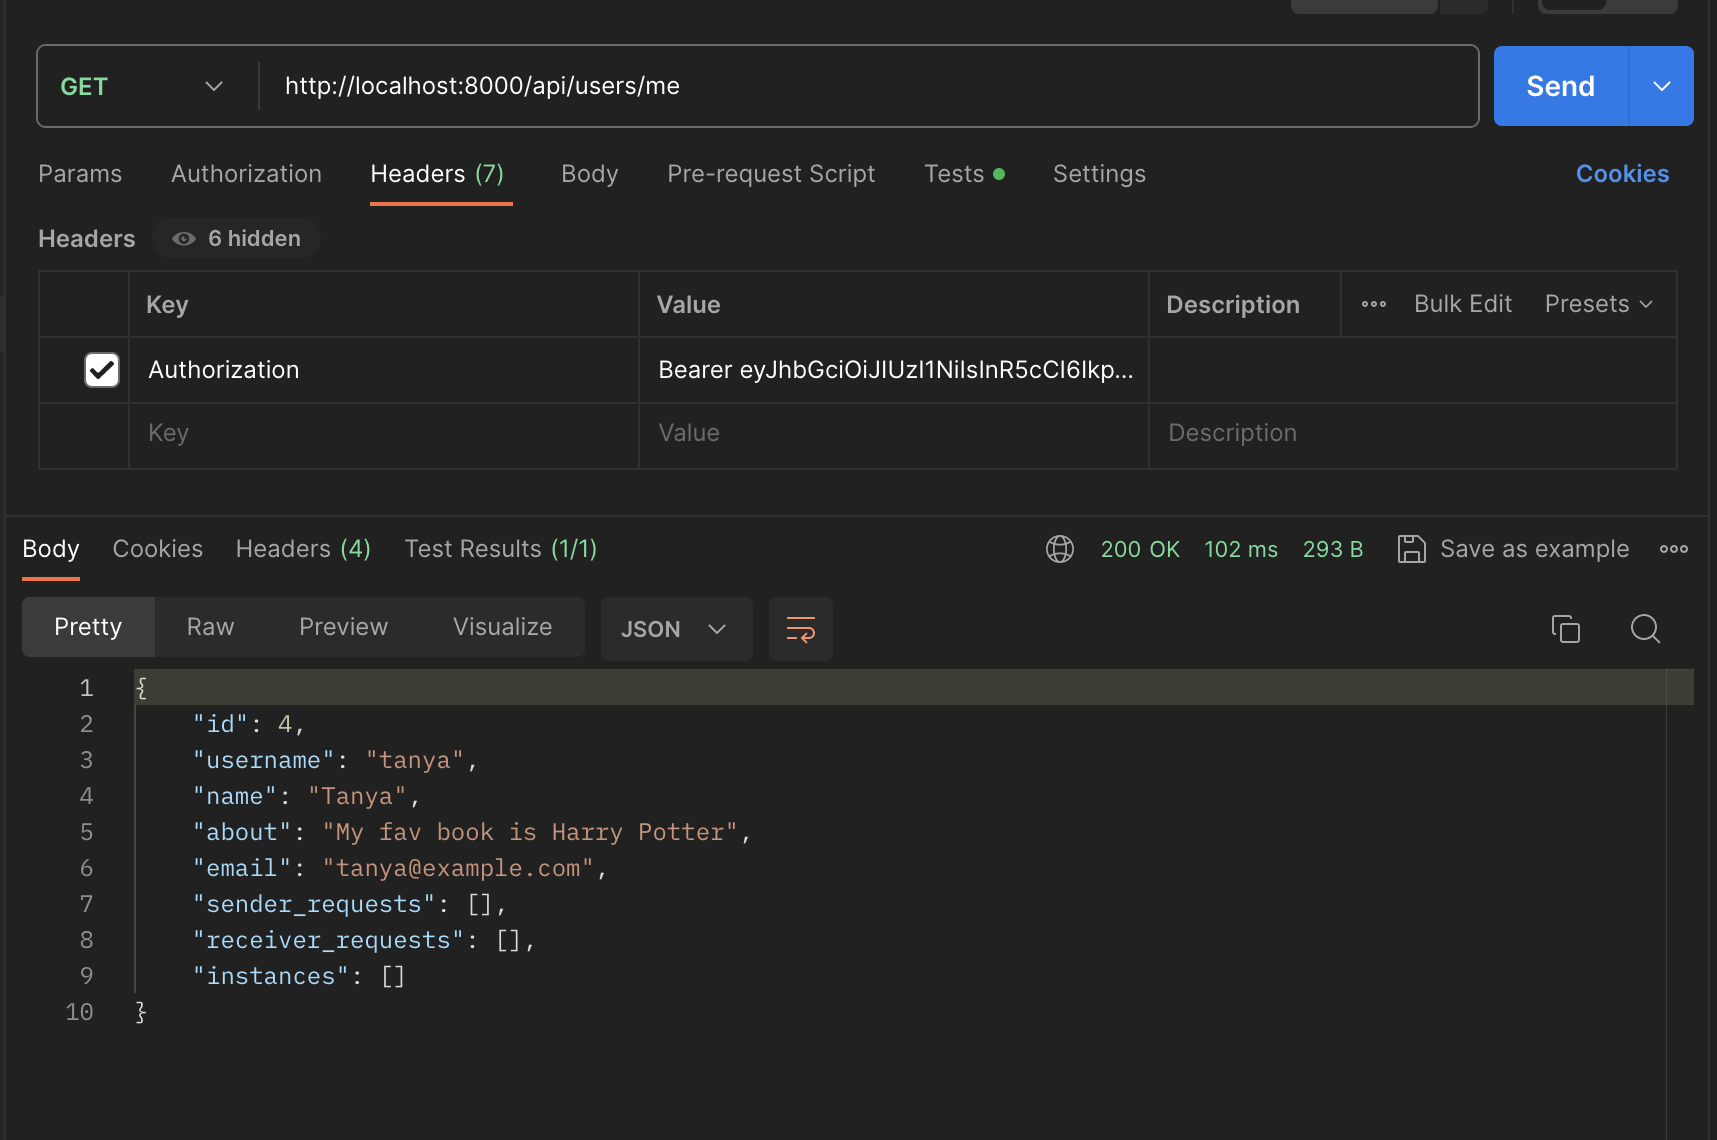 GET http://localhost:8000/api/users/me Send
Params Authorization Headers (7) Body Pre-request Script Tests Settings Cookies
Headers 6 hidden
Key Value Description Bulk Edit Presets
Authorization Bearer eyJhbGciOiJIUzI1NiIsInR5cCI6Ikp...
Key Value Description
Body Cookies Headers (4) Test Results (1/1) 200 OK 102 ms 293 B Save as example
Pretty Raw Preview Visualize JSON
1 {
2 "id": 4,
3 "username": "tanya",
4 "name": "Tanya",
5 "about": "My fav book is Harry Potter",
6 "email": "tanya@example.com",
7 "sender_requests": [],
8 "receiver_requests": [],
9 "instances": []
10 }